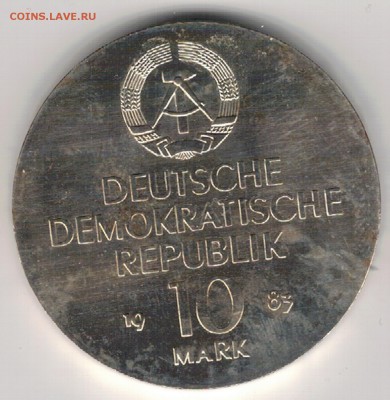 COINS.LAVE.RU
DEUTSCHE
DEMOKRATISCHE
REPUBLIK
19 10 83
MARK